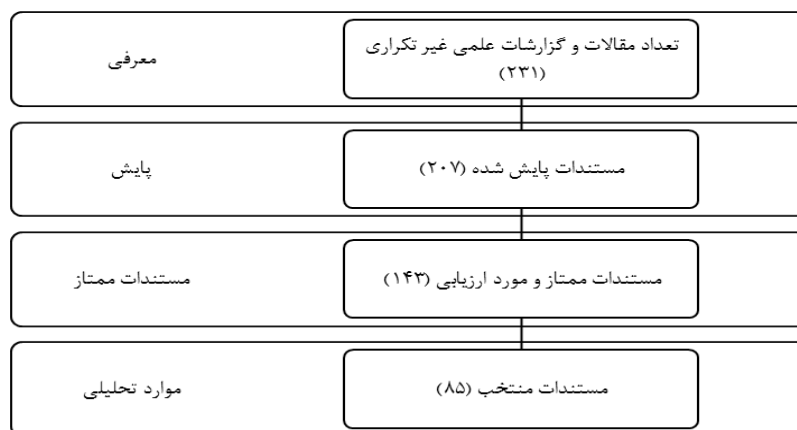 معرفی
تعداد مقالات و گزارشات علمی غیر تکراری
(۲۳۱)
پایش
مستندات پایش شده (۲۰۷)
مستندات ممتاز
مستندات ممتاز و مورد ارزیابی (۱۴۳)
موارد تحلیلی
مستندات منتخب (۸۵)